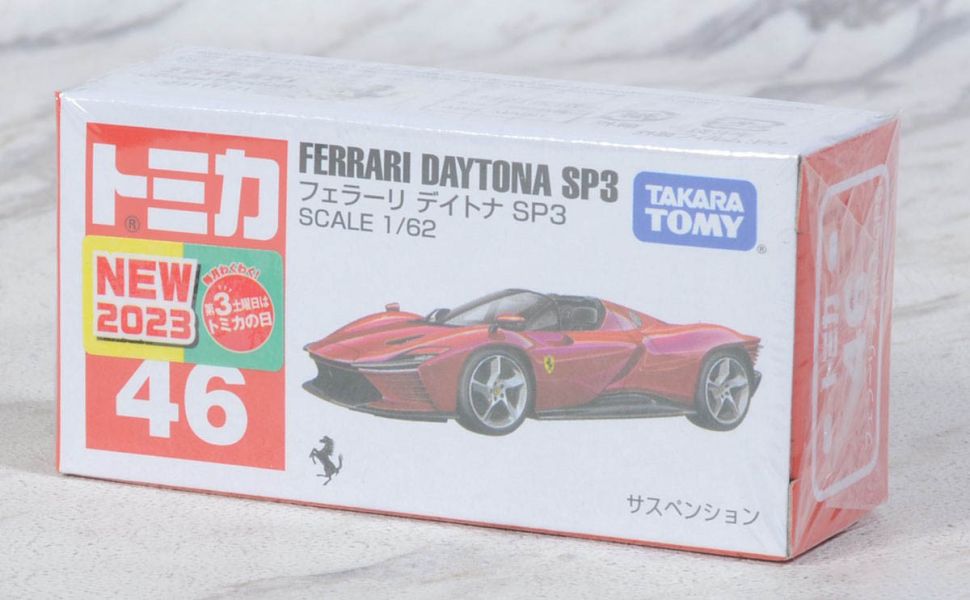 トミカ
®
NEW
2023
毎月わくわく!
第3土曜日は
トミカの日
46
FERRARI DAYTONA SP3
フェラーリ デイトナ SP3
SCALE 1/62
TAKARA
TOMY
®
サスペンション